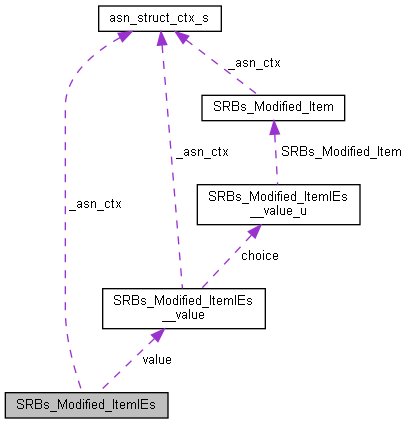 asn_struct_ctx_s
_asn_ctx
SRBs_Modified_Item
_asn_ctx
SRBs_Modified_Item
_asn_ctx
SRBs_Modified_ItemIEs
__value_u
choice
SRBs_Modified_ItemIEs
__value
value
SRBs_Modified_ItemIEs